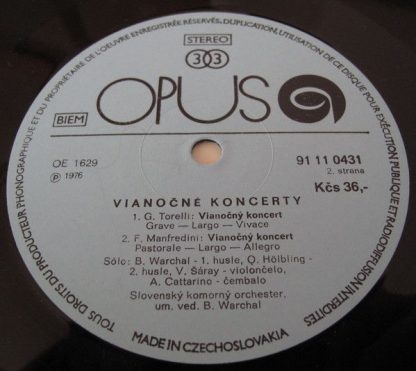 TOUS DROITS DU PRODUCTEUR PHONOGRAPHIQUE ET DU PROPRIÉTAIRE DE L'OEUVRE ENREGISTRÉE RÉSERVÉS. DUPLICATION, UTILISATION DE CE DISQUE POUR EXÉCUTION PUBLIQUE ET RADIODIFFUSION INTERDITES
STEREO
33
OPUS
BIEM
OE 1629
℗ 1976
91 11 0431
2. strana
Kčs 36,-
VIANOČNÉ KONCERTY
1. G. Torelli: Vianočný koncert
Grave — Largo — Vivace
2. F. Manfredini: Vianočný koncert
Pastorale — Largo — Allegro
Sólo: B. Warchal - 1. husle, Q. Hölbling -
2. husle, V. Šáray - violončelo,
A. Cattarino - čembalo
Slovenský komorný orchester,
um. ved. B. Warchal
MADE IN CZECHOSLOVAKIA